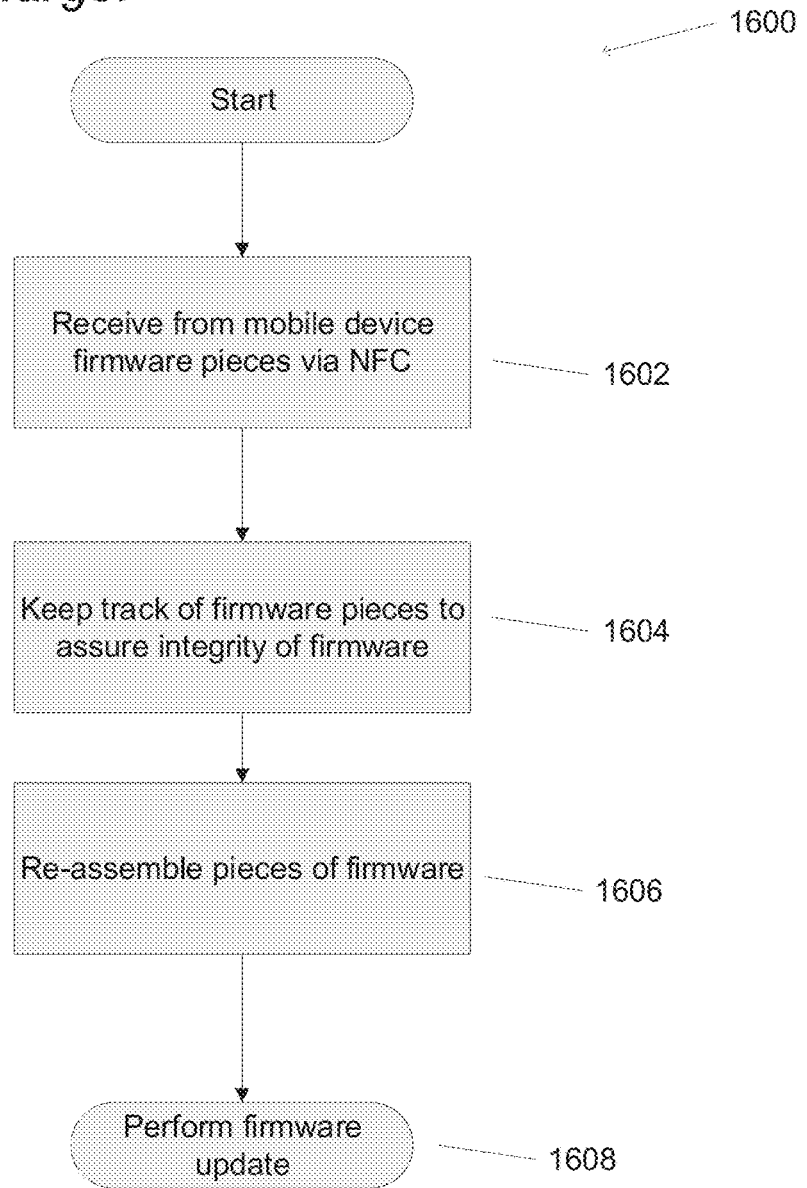 1600
Start
Receive from mobile device
firmware pieces via NFC
1602
Keep track of firmware pieces to
assure integrity of firmware
1604
Re-assemble pieces of firmware
1606
Perform firmware
update
1608